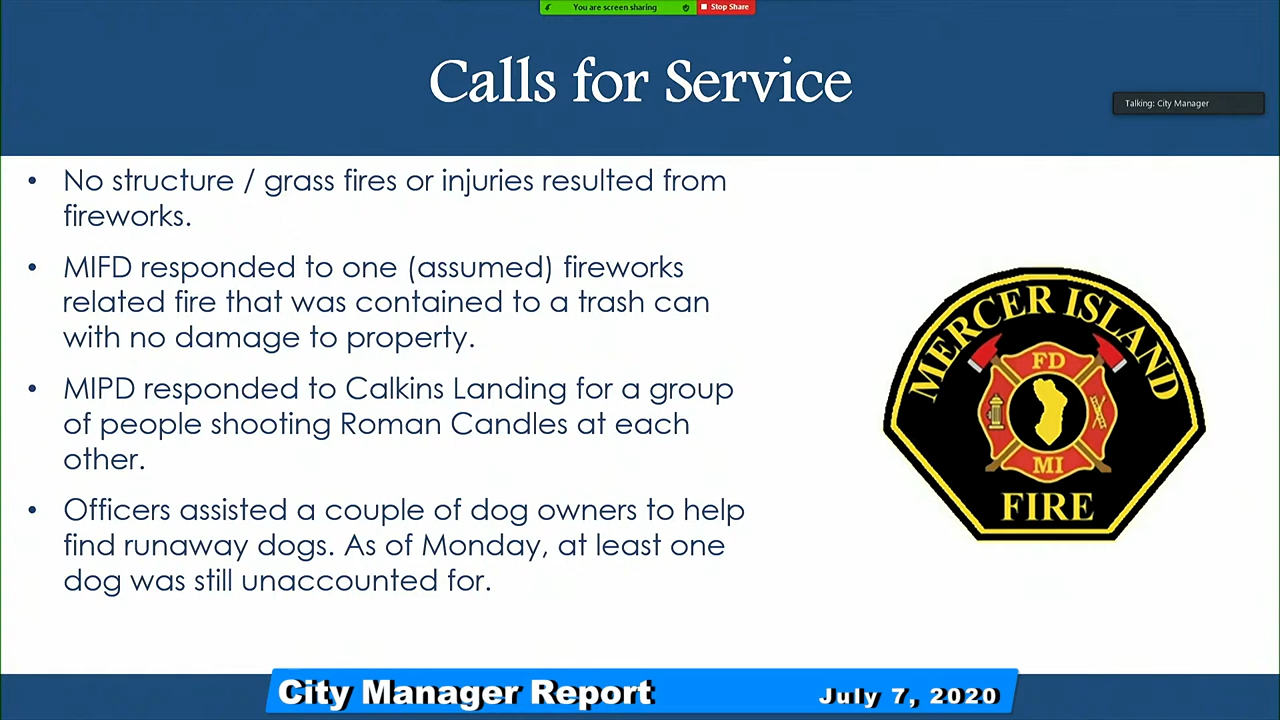 You are screen sharing
Stop Share
Calls for Service
Talking: City Manager
• No structure / grass fires or injuries resulted from
fireworks.
• MIFD responded to one (assumed) fireworks
related fire that was contained to a trash can
with no damage to property.
• MIPD responded to Calkins Landing for a group
of people shooting Roman Candles at each
other.
• Officers assisted a couple of dog owners to help
find runaway dogs. As of Monday, at least one
dog was still unaccounted for.
MERCER ISLAND
FD
MI
FIRE
City Manager Report
July 7, 2020